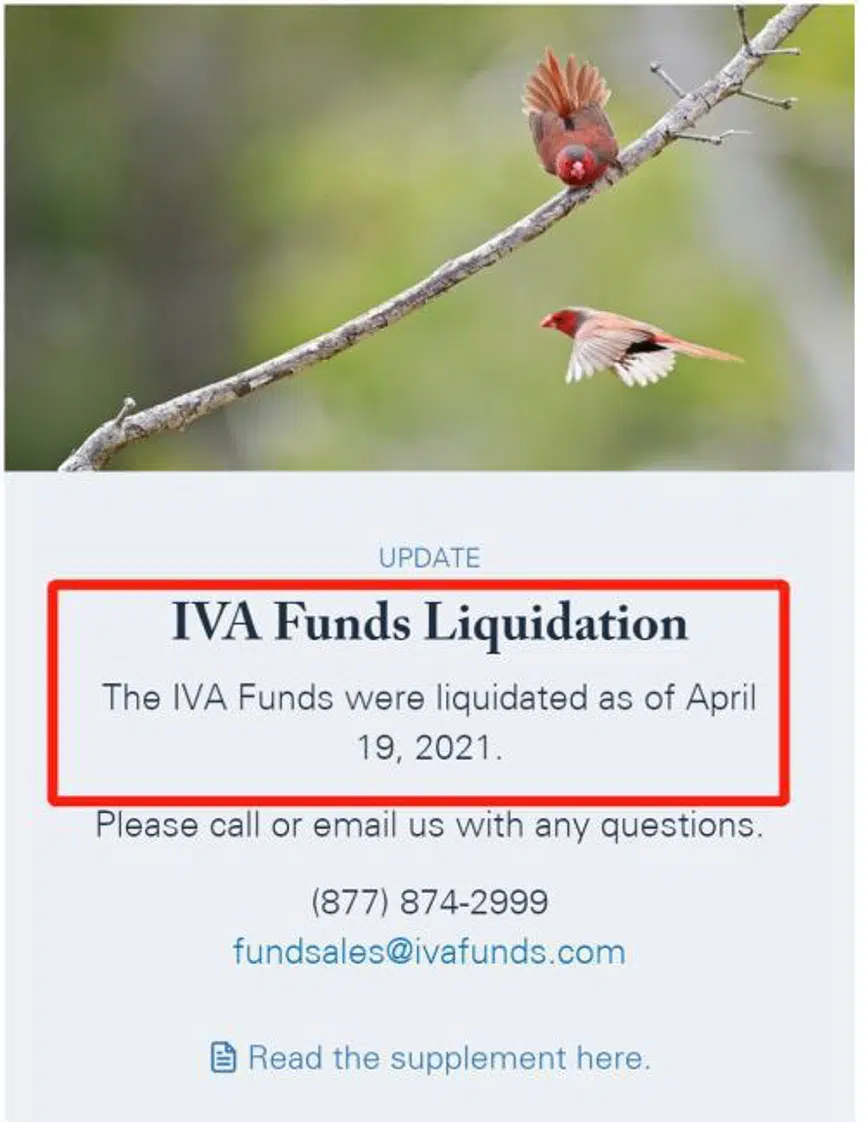 UPDATE
IVA Funds Liquidation
The IVA Funds were liquidated as of April
19, 2021.
Please call or email us with any questions.
(877) 874-2999
fundsales@ivafunds.com
Read the supplement here.